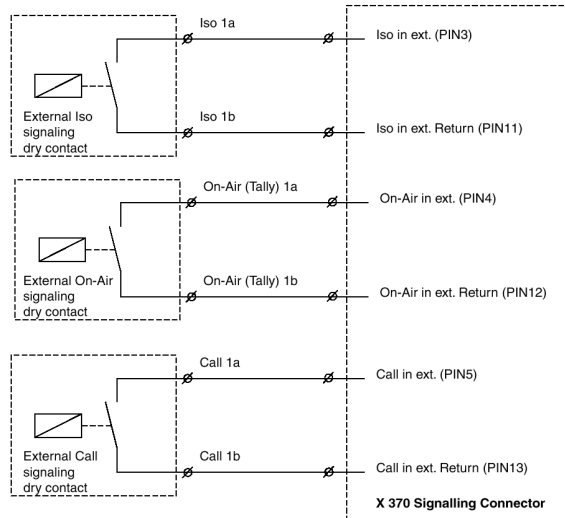 Iso 1a
Iso in ext. (PIN3)
External Iso
signaling
dry contact
Iso 1b
Iso in ext. Return (PIN11)
On-Air (Tally) 1a
On-Air in ext. (PIN4)
External On-Air
signaling
dry contact
On-Air (Tally) 1b
On-Air in ext. Return (PIN12)
Call 1a
Call in ext. (PIN5)
External Call
signaling
dry contact
Call 1b
Call in ext. Return (PIN13)
X 370 Signalling Connector